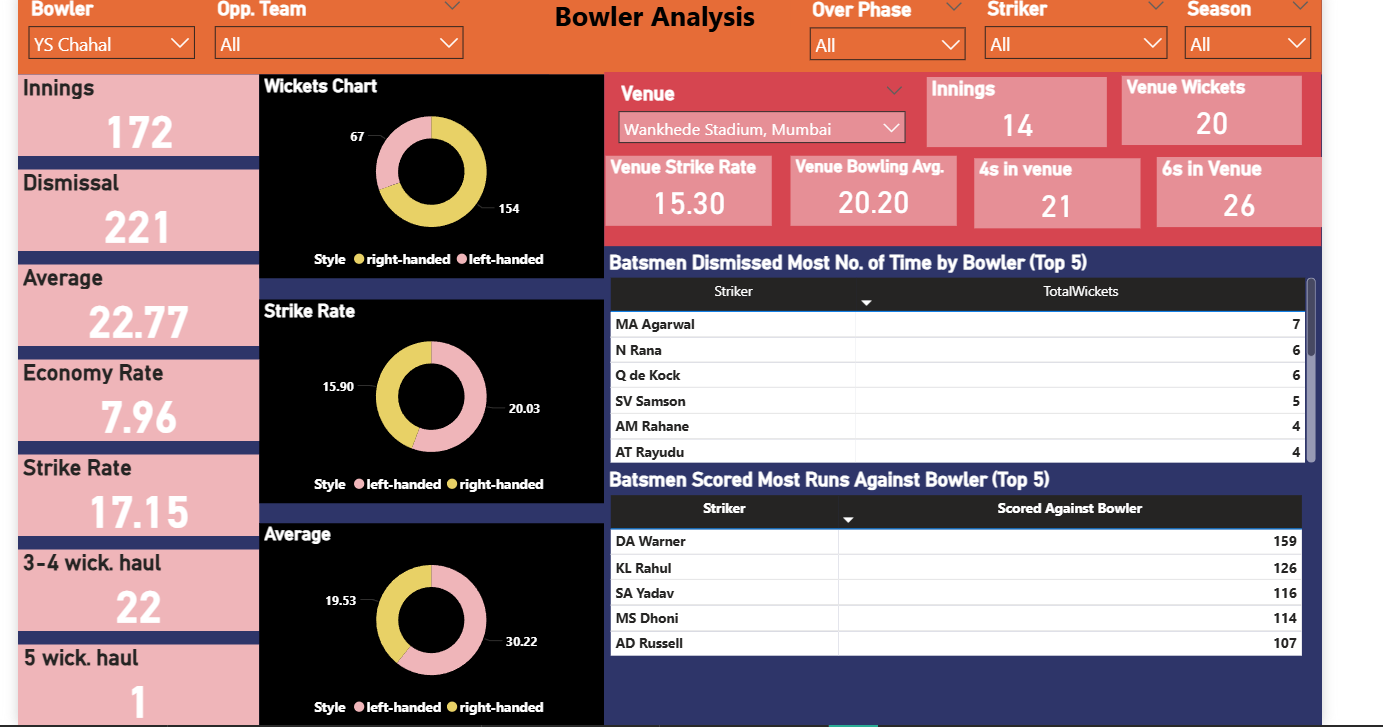 Bowler Analysis
Bowler
YS Chahal
Opp. Team
All
Over Phase
All
Striker
All
Season
All
Innings
172
Dismissal
221
Average
22.77
Economy Rate
7.96
Strike Rate
17.15
3-4 wick. haul
22
5 wick. haul
1
Wickets Chart
67
154
Style right-handed left-handed
Strike Rate
15.90
20.03
Style left-handed right-handed
Average
19.53
30.22
Style left-handed right-handed
Venue
Wankhede Stadium, Mumbai
Innings
14
Venue Wickets
20
Venue Strike Rate
15.30
Venue Bowling Avg.
20.20
4s in venue
21
6s in Venue
26
Batsmen Dismissed Most No. of Time by Bowler (Top 5)
Striker TotalWickets
MA Agarwal 7
N Rana 6
Q de Kock 6
SV Samson 5
AM Rahane 4
AT Rayudu 4
Batsmen Scored Most Runs Against Bowler (Top 5)
Striker Scored Against Bowler
DA Warner 159
KL Rahul 126
SA Yadav 116
MS Dhoni 114
AD Russell 107